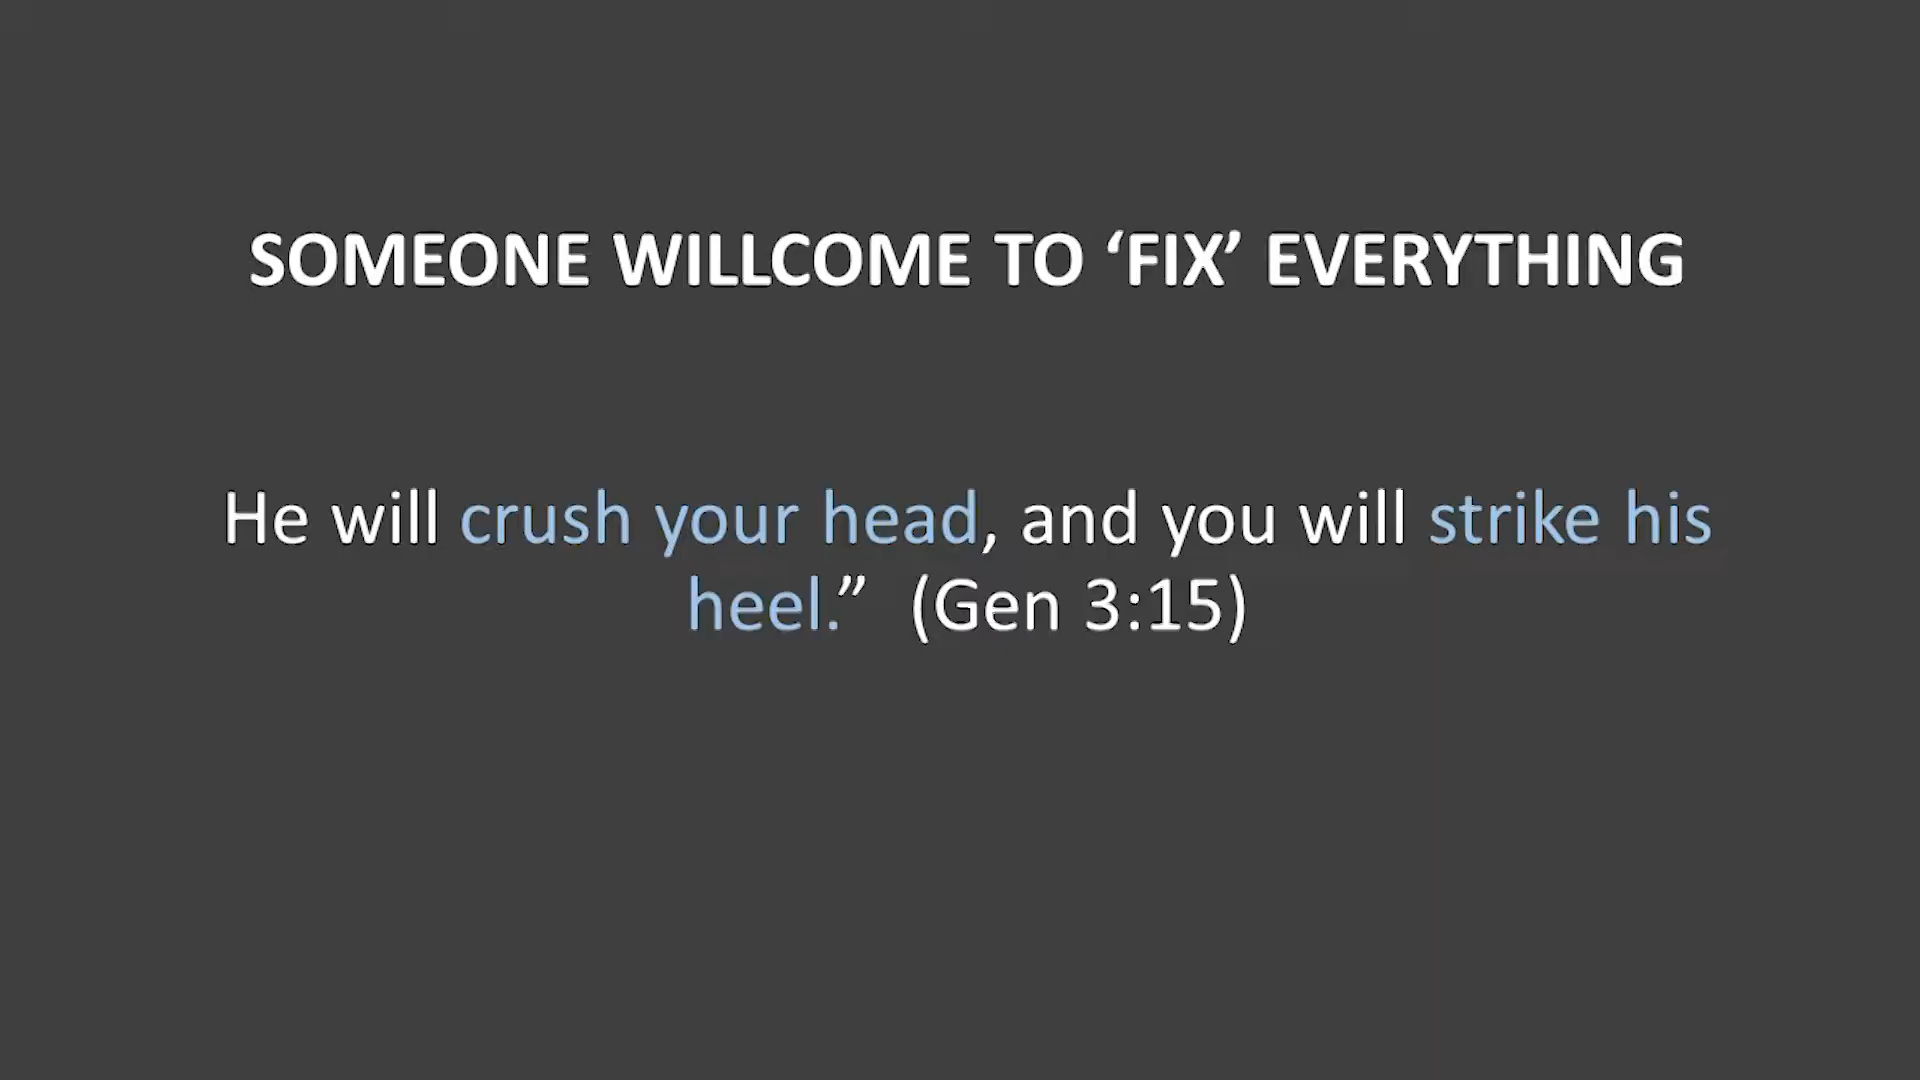 SOMEONE WILLCOME TO ‘FIX’ EVERYTHING
He will crush your head, and you will strike his
heel.”  (Gen 3:15)